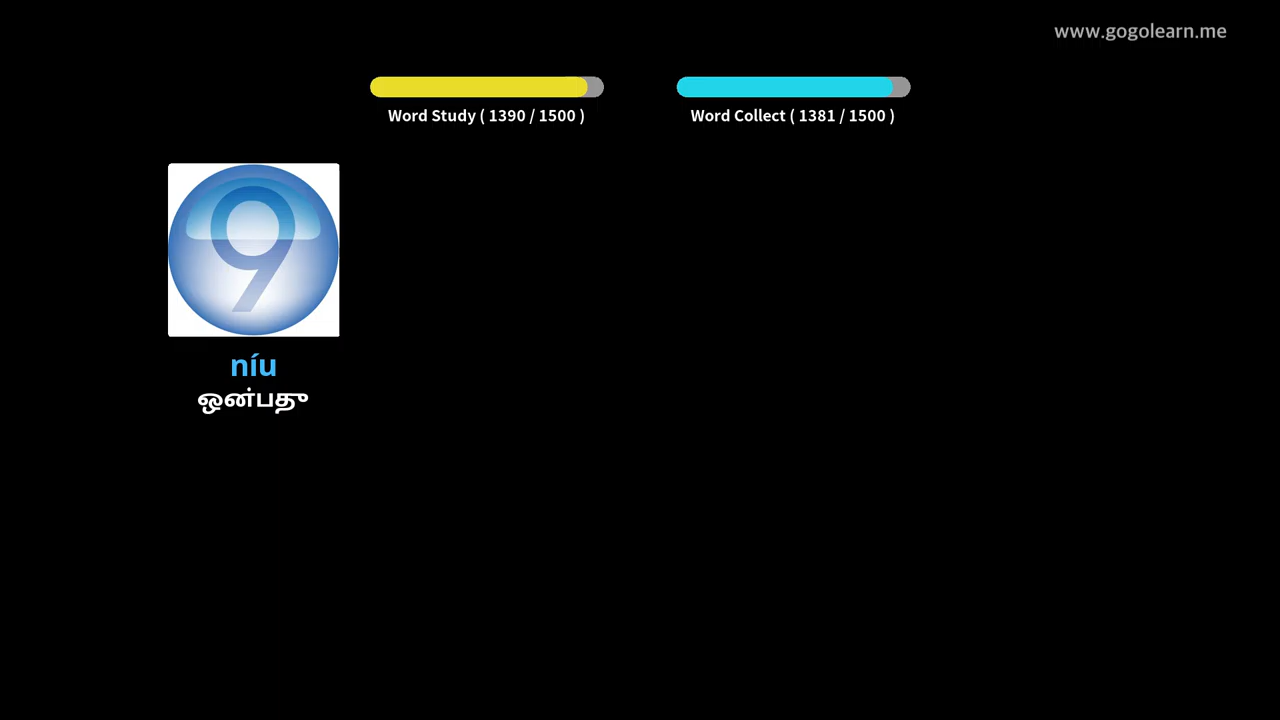 www.gogolearn.me
Word Study ( 1390 / 1500 )
Word Collect ( 1381 / 1500 )
9
níu
ஒன்பது